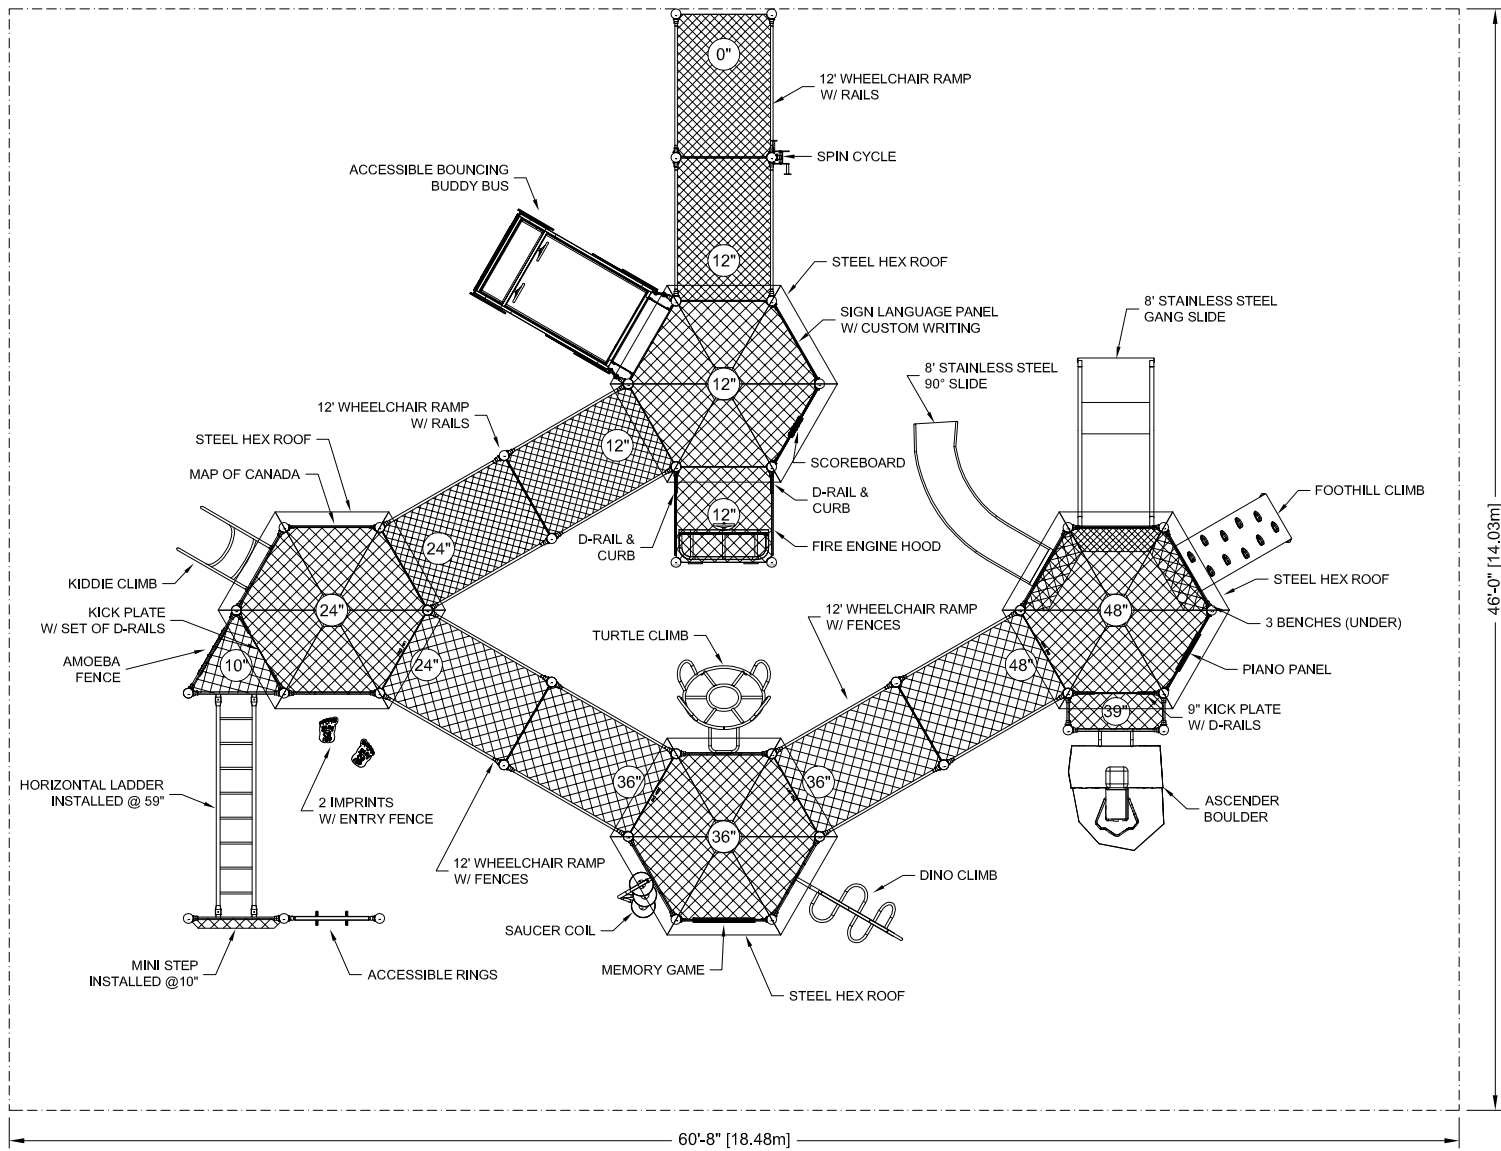 0"
12' WHEELCHAIR RAMP
W/ RAILS
SPIN CYCLE
ACCESSIBLE BOUNCING
BUDDY BUS
12"
STEEL HEX ROOF
SIGN LANGUAGE PANEL
W/ CUSTOM WRITING
8' STAINLESS STEEL
GANG SLIDE
8' STAINLESS STEEL
90° SLIDE
12"
12' WHEELCHAIR RAMP
W/ RAILS
STEEL HEX ROOF
12"
MAP OF CANADA
SCOREBOARD
FOOTHILL CLIMB
D-RAIL &
CURB
12"
D-RAIL &
CURB
FIRE ENGINE HOOD
24"
KIDDIE CLIMB
STEEL HEX ROOF
KICK PLATE
W/ SET OF D-RAILS
24"
12' WHEELCHAIR RAMP
W/ FENCES
48"
3 BENCHES (UNDER)
TURTLE CLIMB
AMOEBA
FENCE
10"
24"
48"
PIANO PANEL
39"
9" KICK PLATE
W/ D-RAILS
HORIZONTAL LADDER
INSTALLED @ 59"
2 IMPRINTS
W/ ENTRY FENCE
36"
36"
ASCENDER
BOULDER
36"
12' WHEELCHAIR RAMP
W/ FENCES
DINO CLIMB
SAUCER COIL
MINI STEP
INSTALLED @10"
ACCESSIBLE RINGS
MEMORY GAME
STEEL HEX ROOF
46'-0" [14.03m]
60'-8" [18.48m]